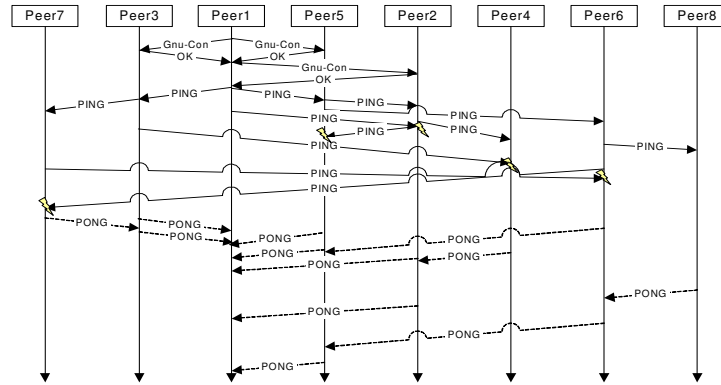 Peer7 Peer3 Peer1 Peer5 Peer2 Peer4 Peer6 Peer8
Gnu-Con Gnu-Con
OK OK
Gnu-Con
OK
PING PING PING PING
PING
PING PING PING
PING PING
PING
PING
PONG PONG
PONG PONG PONG
PONG PONG
PONG
PONG
PONG
PONG
PONG